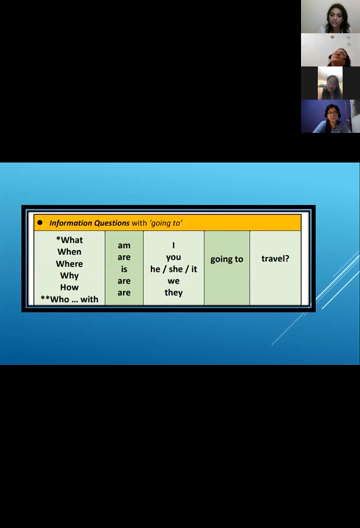 ● Information Questions with 'going to'
*What
When
Where
Why
How
**Who ... with
am
are
is
are
are
I
you
he / she / it
we
they
going to
travel?